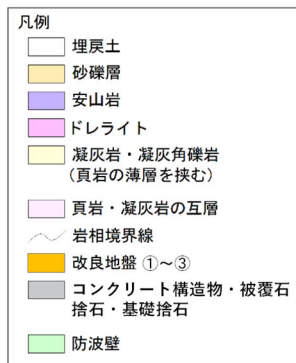 凡例
埋戻土
砂礫層
安山岩
ドレライト
凝灰岩・凝灰角礫岩
(頁岩の薄層を挟む)
頁岩・凝灰岩の互層
岩相境界線
改良地盤 ①～③
コンクリート構造物・被覆石
捨石・基礎捨石
防波壁